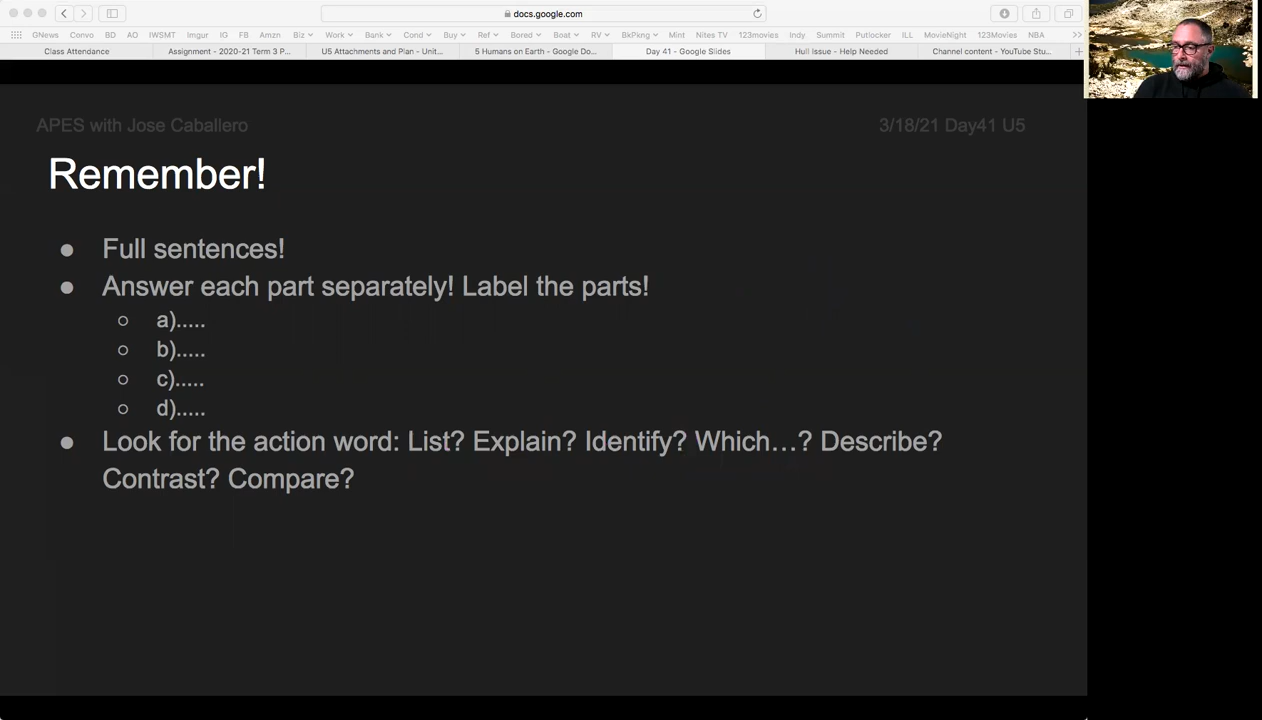 docs.google.com
GNews Convo BD AO IWSMT Imgur IG FB Amzn Biz Work Bank Cond Buy Ref Bored Boat RV BkPkng Mint Nites TV 123movies Indy Summit Putlocker ILL MovieNight 123Movies NBA >>
Class Attendance Assignment - 2020-21 Term 3 P... U5 Attachments and Plan - Unit... 5 Humans on Earth - Google Do... Day 41 - Google Slides Hull Issue - Help Needed Channel content - YouTube Stu... +
APES with Jose Caballero 3/18/21 Day41 U5
Remember!
● Full sentences!
● Answer each part separately! Label the parts!
○ a).....
○ b).....
○ c).....
○ d).....
● Look for the action word: List? Explain? Identify? Which...? Describe?
Contrast? Compare?